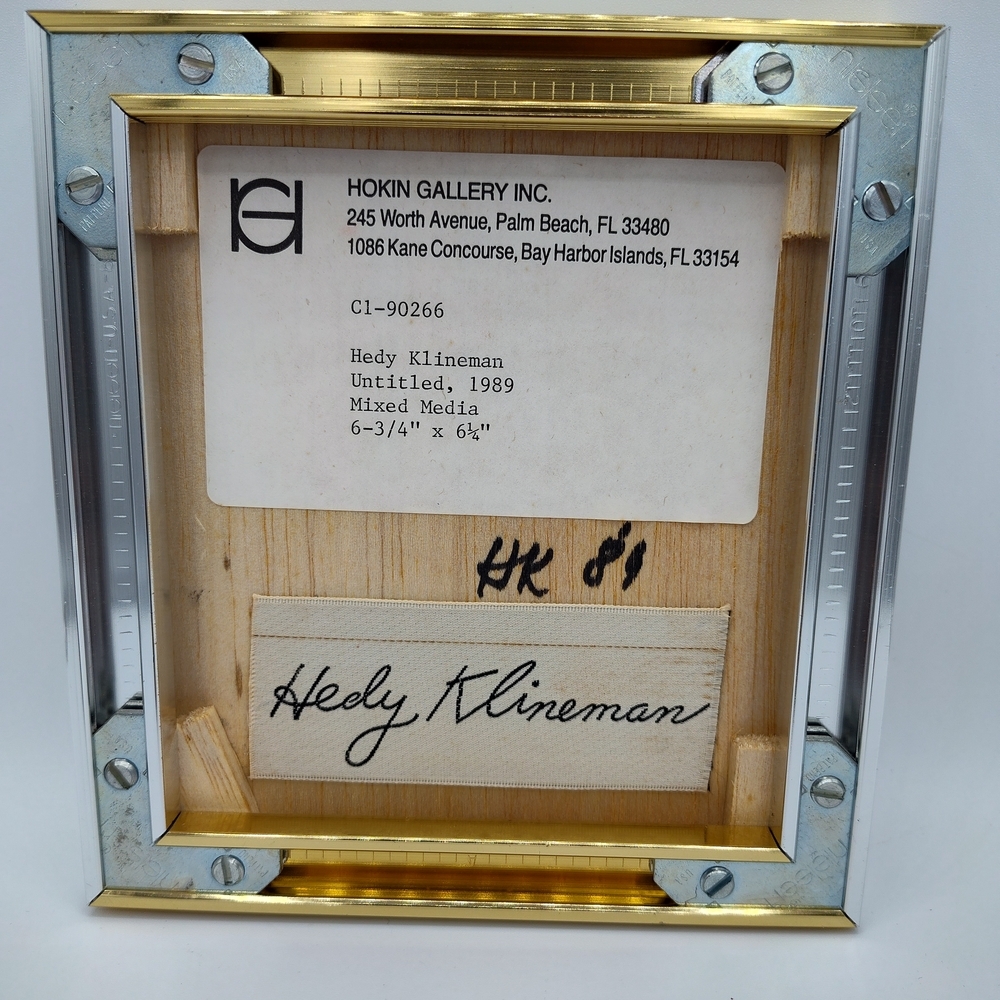 HOKIN GALLERY INC.
245 Worth Avenue, Palm Beach, FL 33480
1086 Kane Concourse, Bay Harbor Islands, FL 33154
C1-90266
Hedy Klineman
Untitled, 1989
Mixed Media
6-3/4" x 6¼"
HK 89
Hedy Klineman